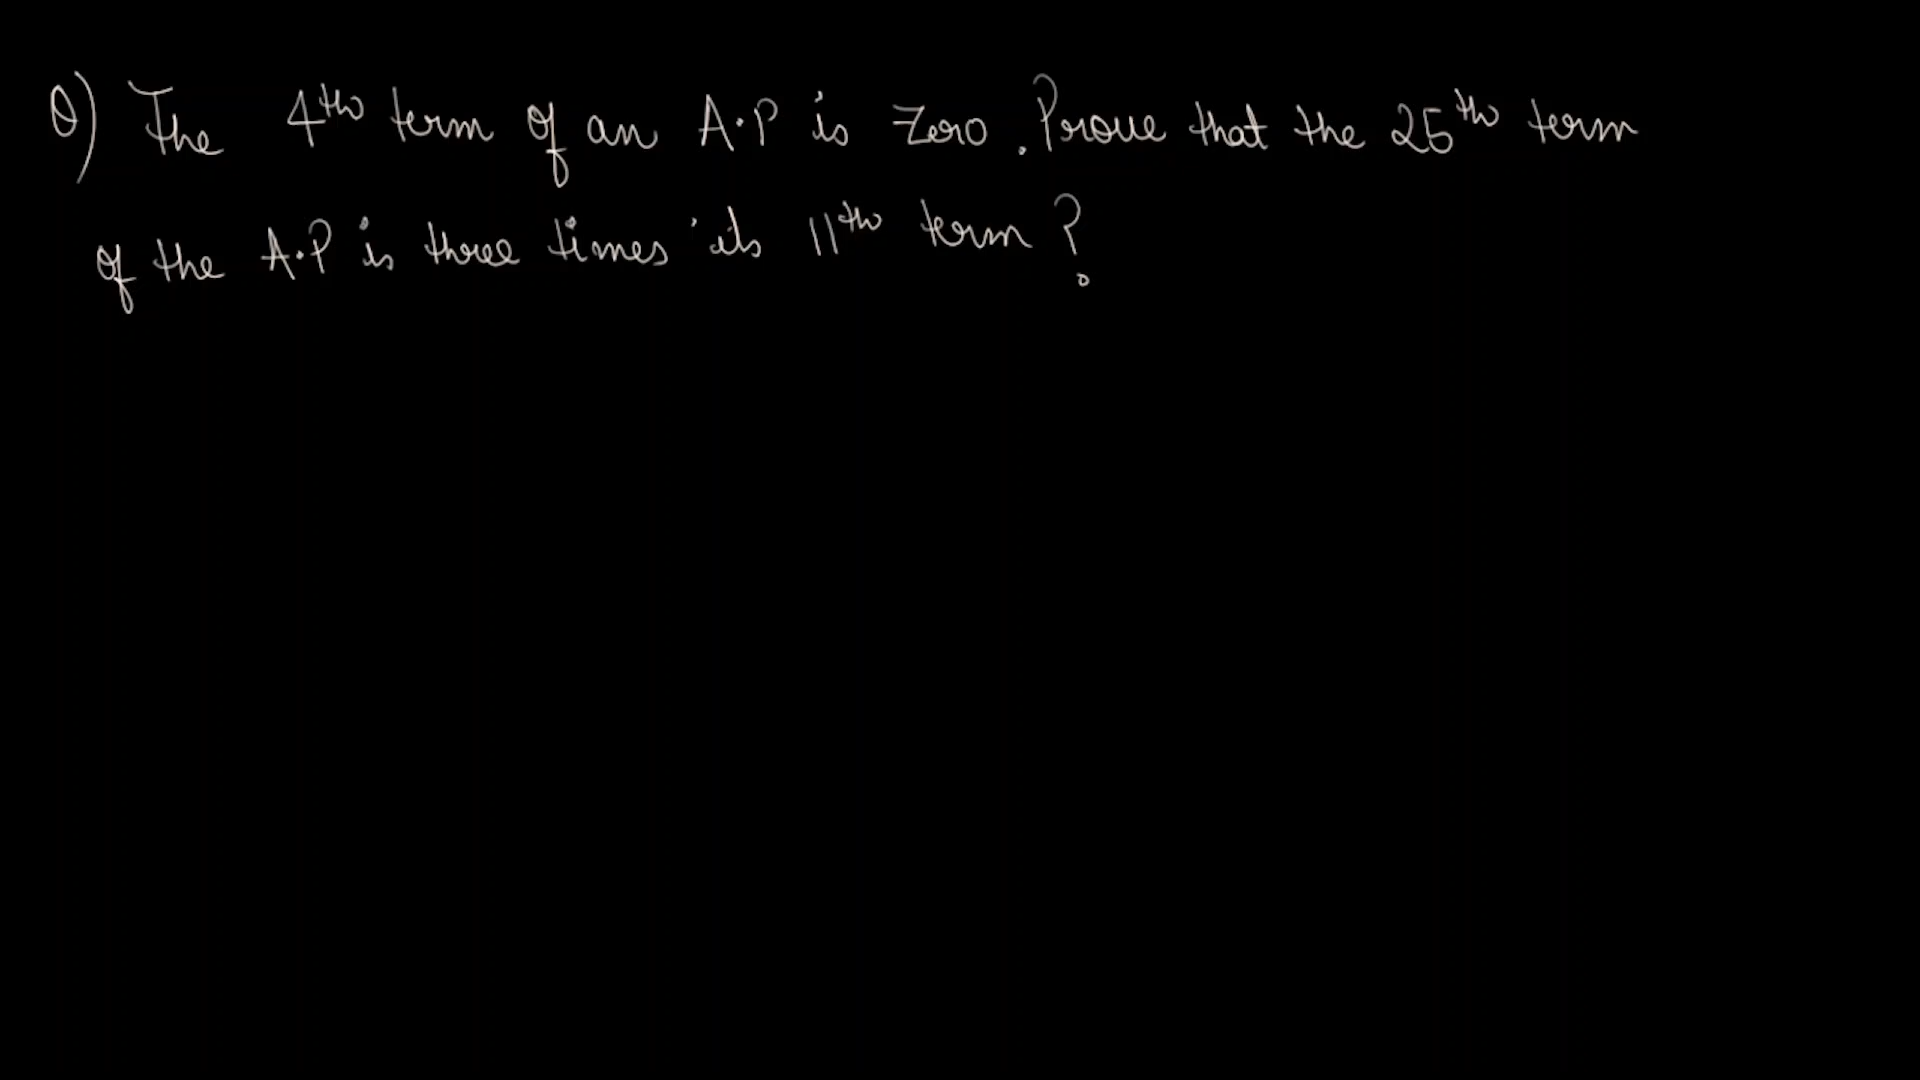 Q) The 4th term of an A.P is Zero. Prove that the 25th term
of the A.P is three times its 11th term?